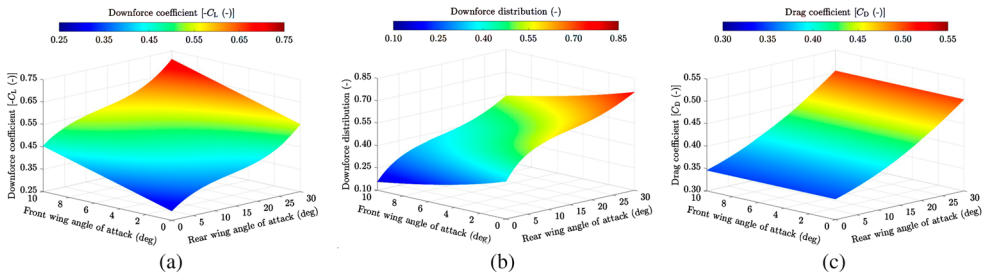 Downforce coefficient [-CL (-)]
0.25 0.35 0.45 0.55 0.65 0.75
Downforce coefficient [-CL (-)]
0.75
0.65
0.55
0.45
0.35
0.25
10 8 6 4 2 0
Front wing angle of attack (deg)
0 5 10 15 20 25 30
Rear wing angle of attack (deg)
(a)
Downforce distribution (-)
0.10 0.25 0.40 0.55 0.70 0.85
Downforce distribution (-)
0.85
0.70
0.55
0.40
0.25
0.10
10 8 6 4 2 0
Front wing angle of attack (deg)
0 5 10 15 20 25 30
Rear wing angle of attack (deg)
(b)
Drag coefficient [CD (-)]
0.30 0.35 0.40 0.45 0.50 0.55
Drag coefficient [CD (-)]
0.55
0.50
0.45
0.40
0.35
0.30
10 8 6 4 2 0
Front wing angle of attack (deg)
0 5 10 15 20 25 30
Rear wing angle of attack (deg)
(c)